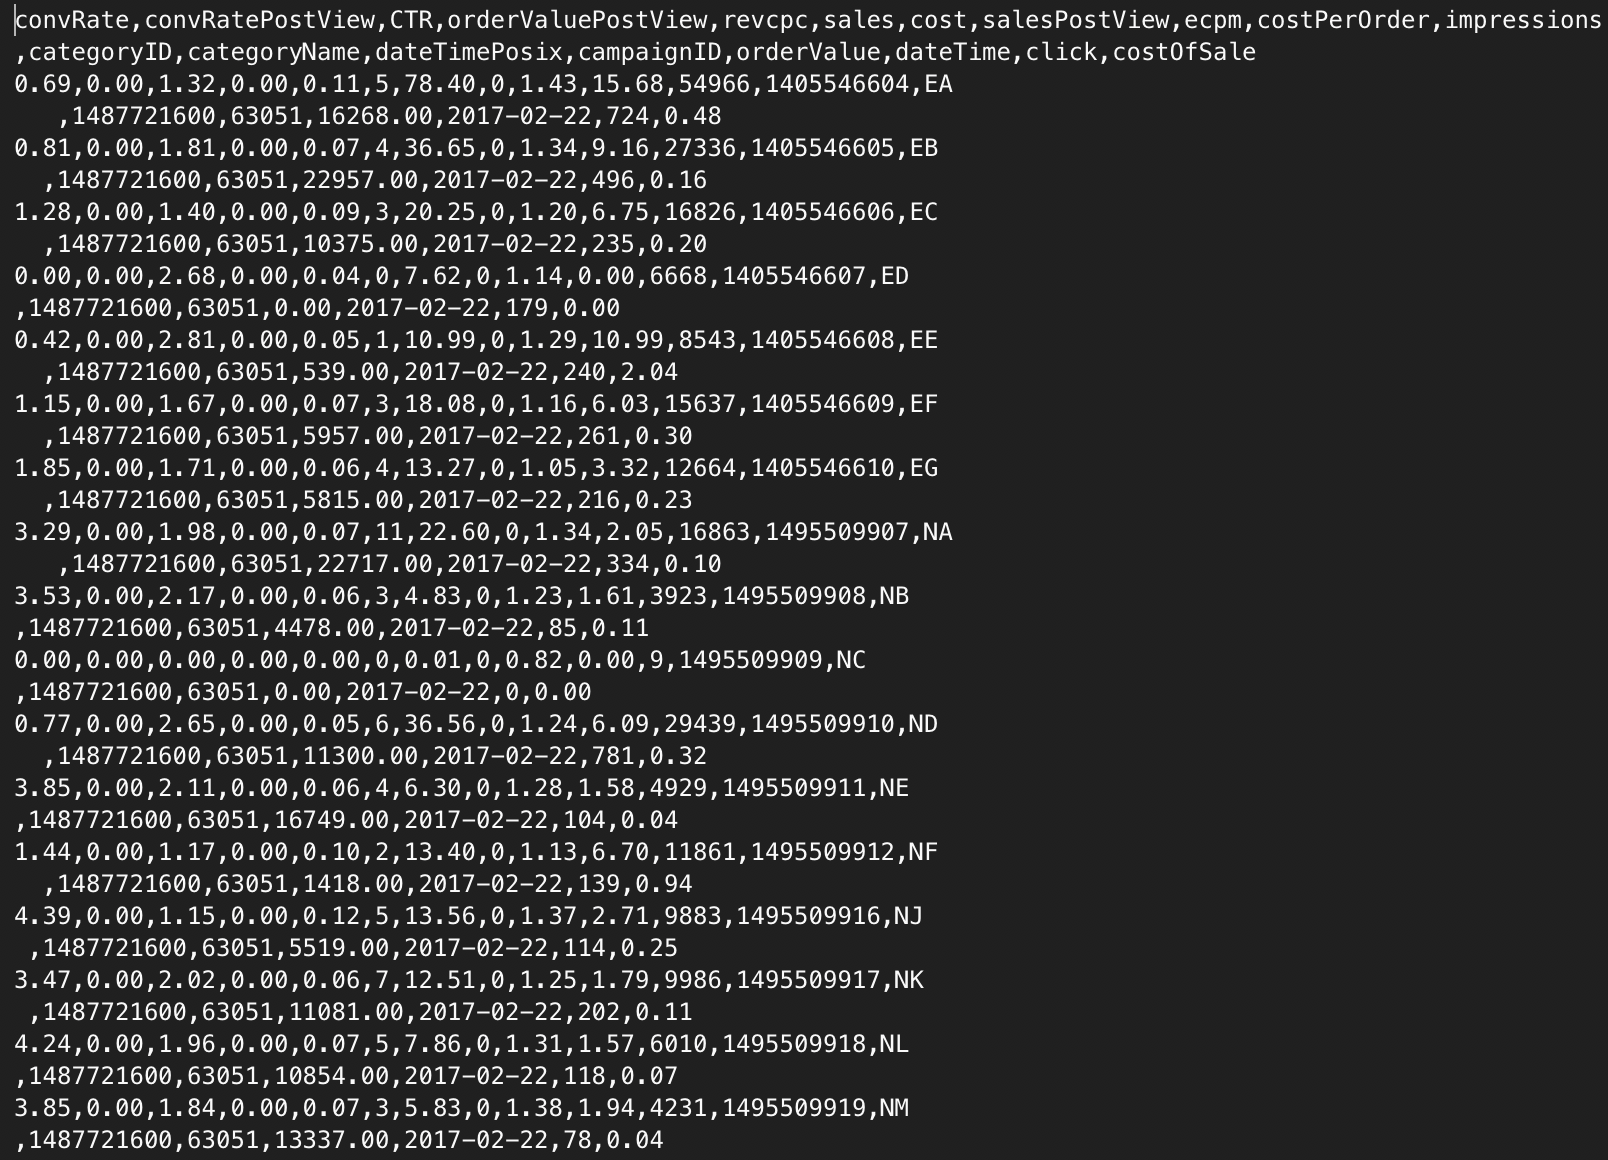 convRate,convRatePostView,CTR,orderValuePostView,revcpc,sales,cost,salesPostView,ecpm,costPerOrder,impressions
,categoryID,categoryName,dateTimePosix,campaignID,orderValue,dateTime,click,costOfSale
0.69,0.00,1.32,0.00,0.11,5,78.40,0,1.43,15.68,54966,1405546604,EA
,1487721600,63051,16268.00,2017-02-22,724,0.48
0.81,0.00,1.81,0.00,0.07,4,36.65,0,1.34,9.16,27336,1405546605,EB
,1487721600,63051,22957.00,2017-02-22,496,0.16
1.28,0.00,1.40,0.00,0.09,3,20.25,0,1.20,6.75,16826,1405546606,EC
,1487721600,63051,10375.00,2017-02-22,235,0.20
0.00,0.00,2.68,0.00,0.04,0,7.62,0,1.14,0.00,6668,1405546607,ED
,1487721600,63051,0.00,2017-02-22,179,0.00
0.42,0.00,2.81,0.00,0.05,1,10.99,0,1.29,10.99,8543,1405546608,EE
,1487721600,63051,539.00,2017-02-22,240,2.04
1.15,0.00,1.67,0.00,0.07,3,18.08,0,1.16,6.03,15637,1405546609,EF
,1487721600,63051,5957.00,2017-02-22,261,0.30
1.85,0.00,1.71,0.00,0.06,4,13.27,0,1.05,3.32,12664,1405546610,EG
,1487721600,63051,5815.00,2017-02-22,216,0.23
3.29,0.00,1.98,0.00,0.07,11,22.60,0,1.34,2.05,16863,1495509907,NA
,1487721600,63051,22717.00,2017-02-22,334,0.10
3.53,0.00,2.17,0.00,0.06,3,4.83,0,1.23,1.61,3923,1495509908,NB
,1487721600,63051,4478.00,2017-02-22,85,0.11
0.00,0.00,0.00,0.00,0.00,0,0.01,0,0.82,0.00,9,1495509909,NC
,1487721600,63051,0.00,2017-02-22,0,0.00
0.77,0.00,2.65,0.00,0.05,6,36.56,0,1.24,6.09,29439,1495509910,ND
,1487721600,63051,11300.00,2017-02-22,781,0.32
3.85,0.00,2.11,0.00,0.06,4,6.30,0,1.28,1.58,4929,1495509911,NE
,1487721600,63051,16749.00,2017-02-22,104,0.04
1.44,0.00,1.17,0.00,0.10,2,13.40,0,1.13,6.70,11861,1495509912,NF
,1487721600,63051,1418.00,2017-02-22,139,0.94
4.39,0.00,1.15,0.00,0.12,5,13.56,0,1.37,2.71,9883,1495509916,NJ
,1487721600,63051,5519.00,2017-02-22,114,0.25
3.47,0.00,2.02,0.00,0.06,7,12.51,0,1.25,1.79,9986,1495509917,NK
,1487721600,63051,11081.00,2017-02-22,202,0.11
4.24,0.00,1.96,0.00,0.07,5,7.86,0,1.31,1.57,6010,1495509918,NL
,1487721600,63051,10854.00,2017-02-22,118,0.07
3.85,0.00,1.84,0.00,0.07,3,5.83,0,1.38,1.94,4231,1495509919,NM
,1487721600,63051,13337.00,2017-02-22,78,0.04